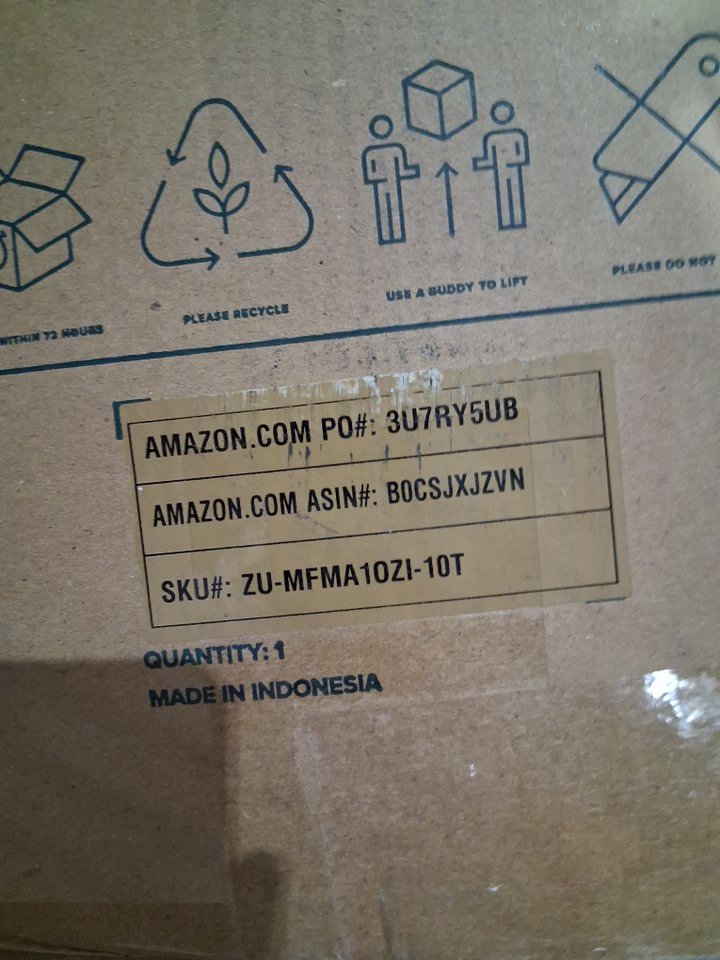 WITHIN 72 HOURS
PLEASE RECYCLE
USE A BUDDY TO LIFT
PLEASE DO NOT
AMAZON.COM PO#: 3U7RY5UB
AMAZON.COM ASIN#: B0CSJXJZVN
SKU#: ZU-MFMA10ZI-10T
QUANTITY: 1
MADE IN INDONESIA